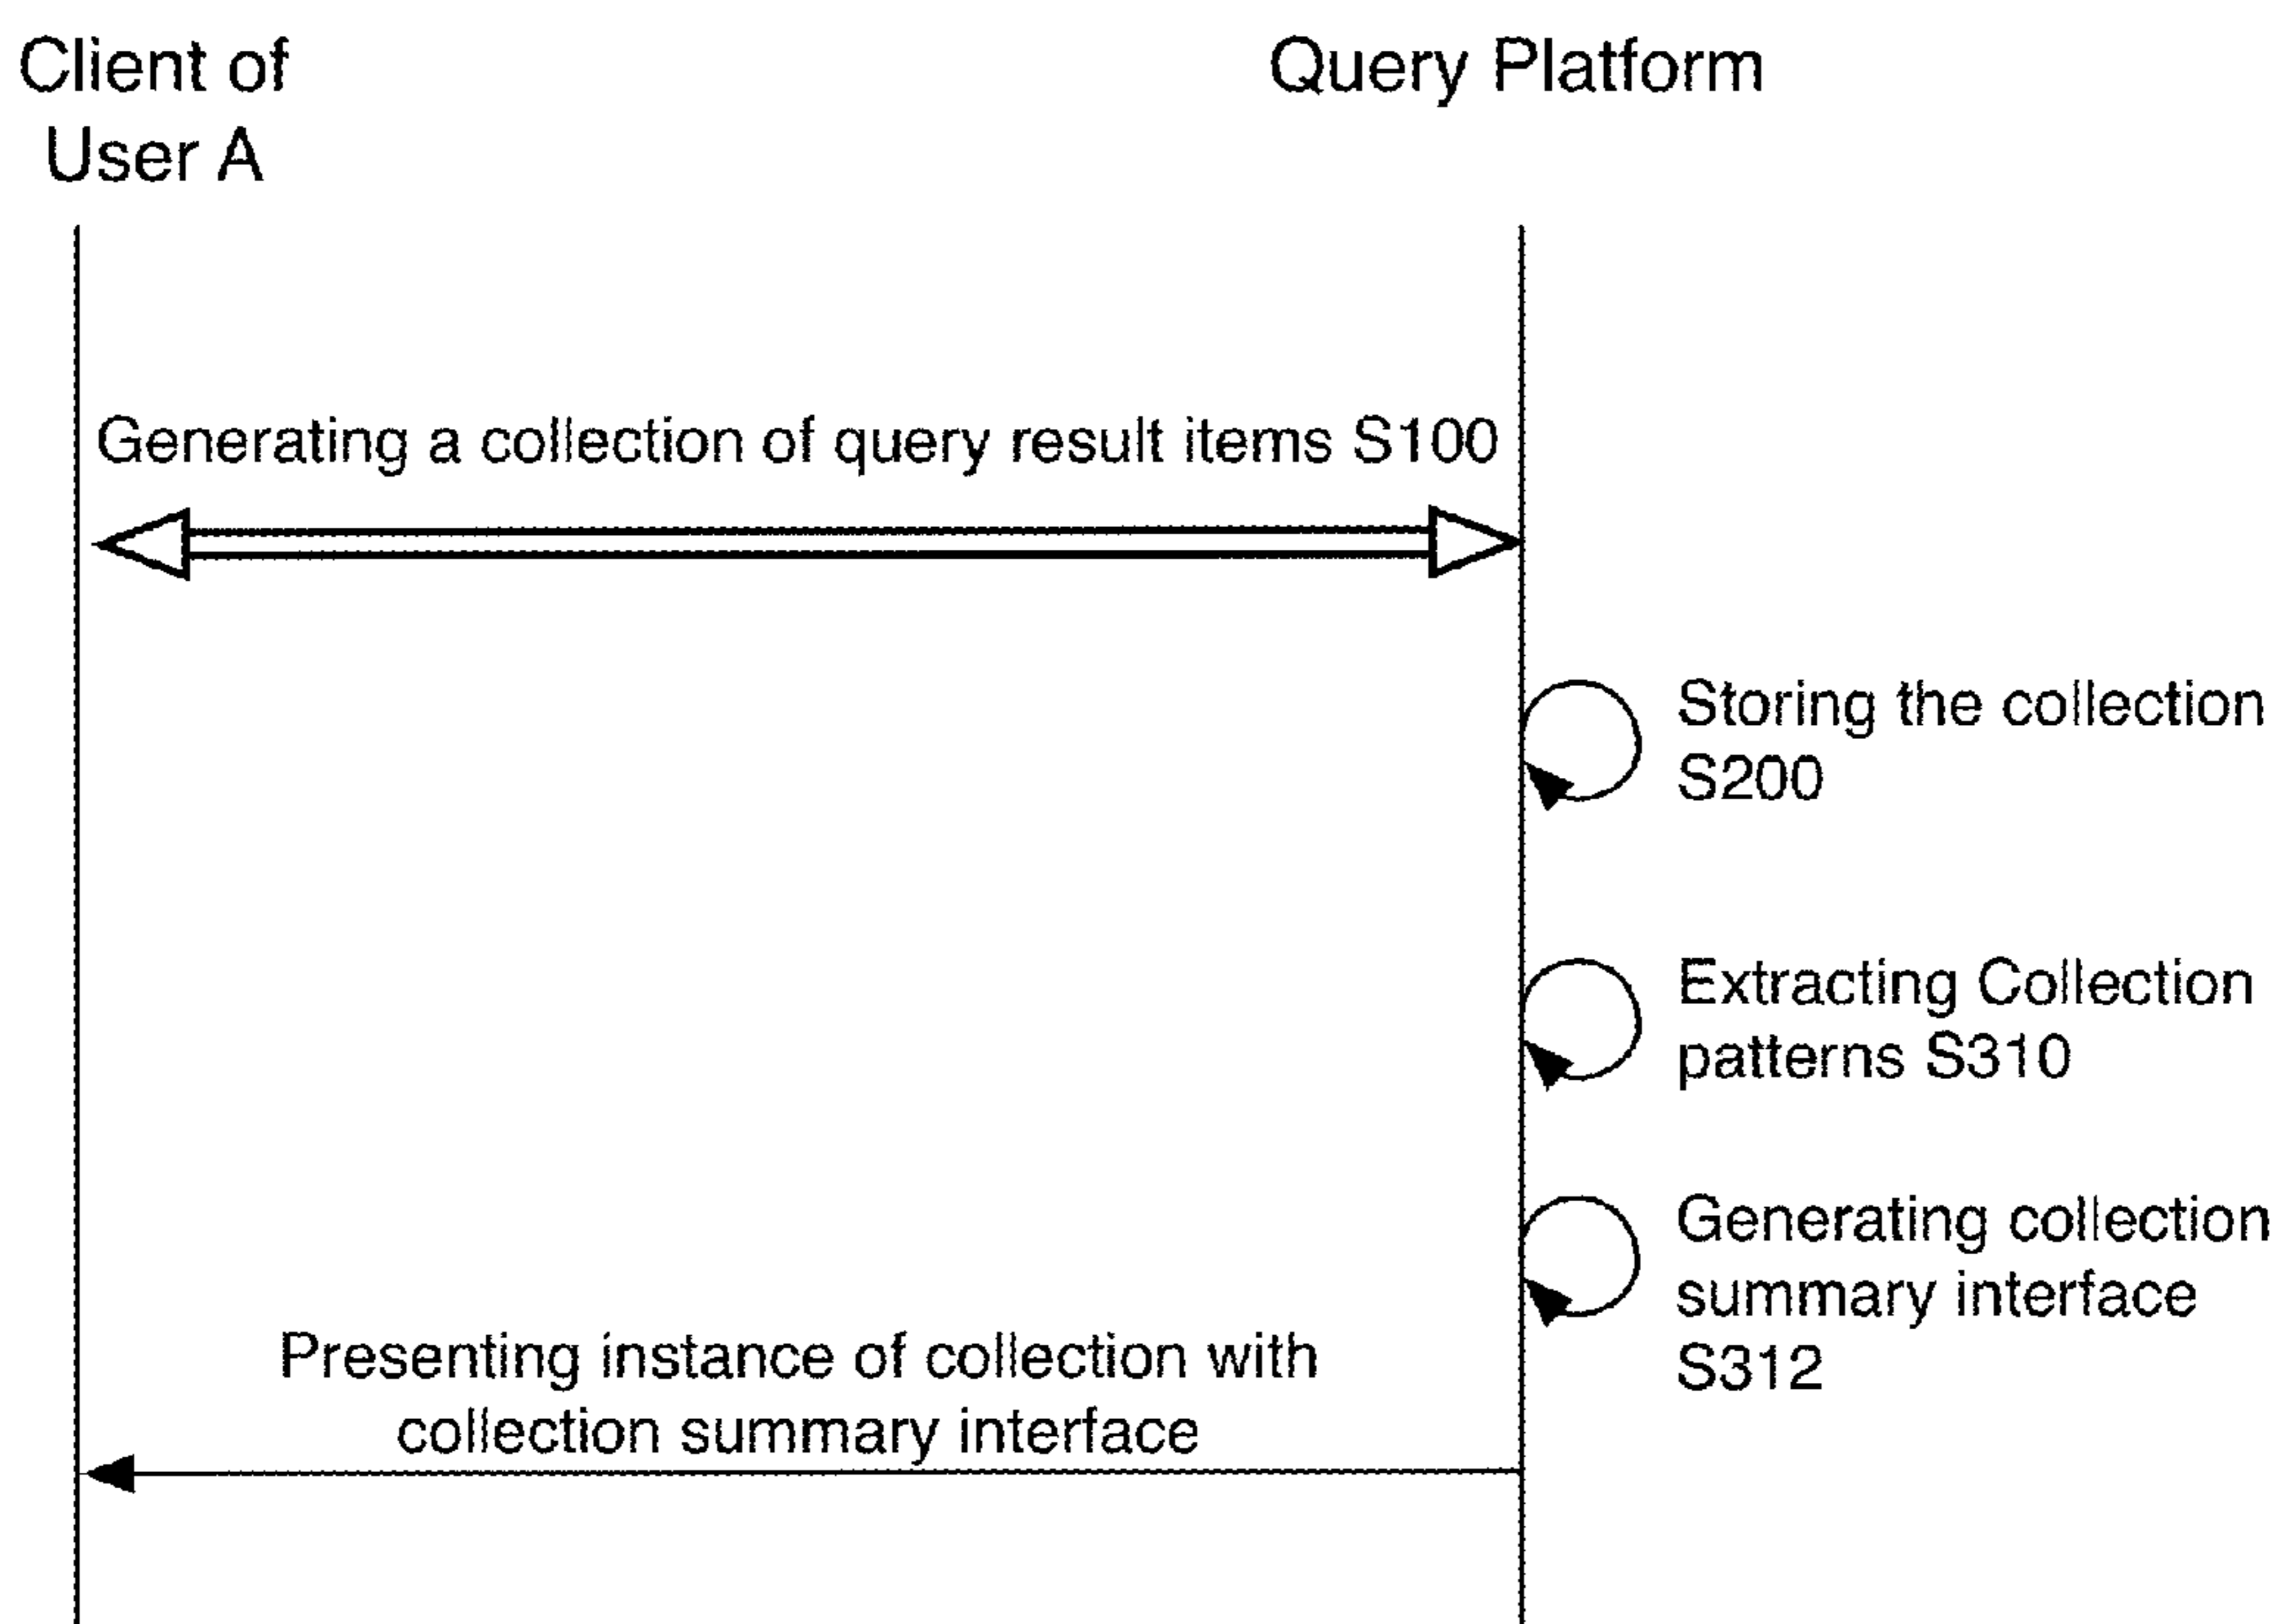 Client of
User A
Query Platform
Generating a collection of query result items S100
Storing the collection
S200
Extracting Collection
patterns S310
Generating collection
summary interface
S312
Presenting instance of collection with
collection summary interface